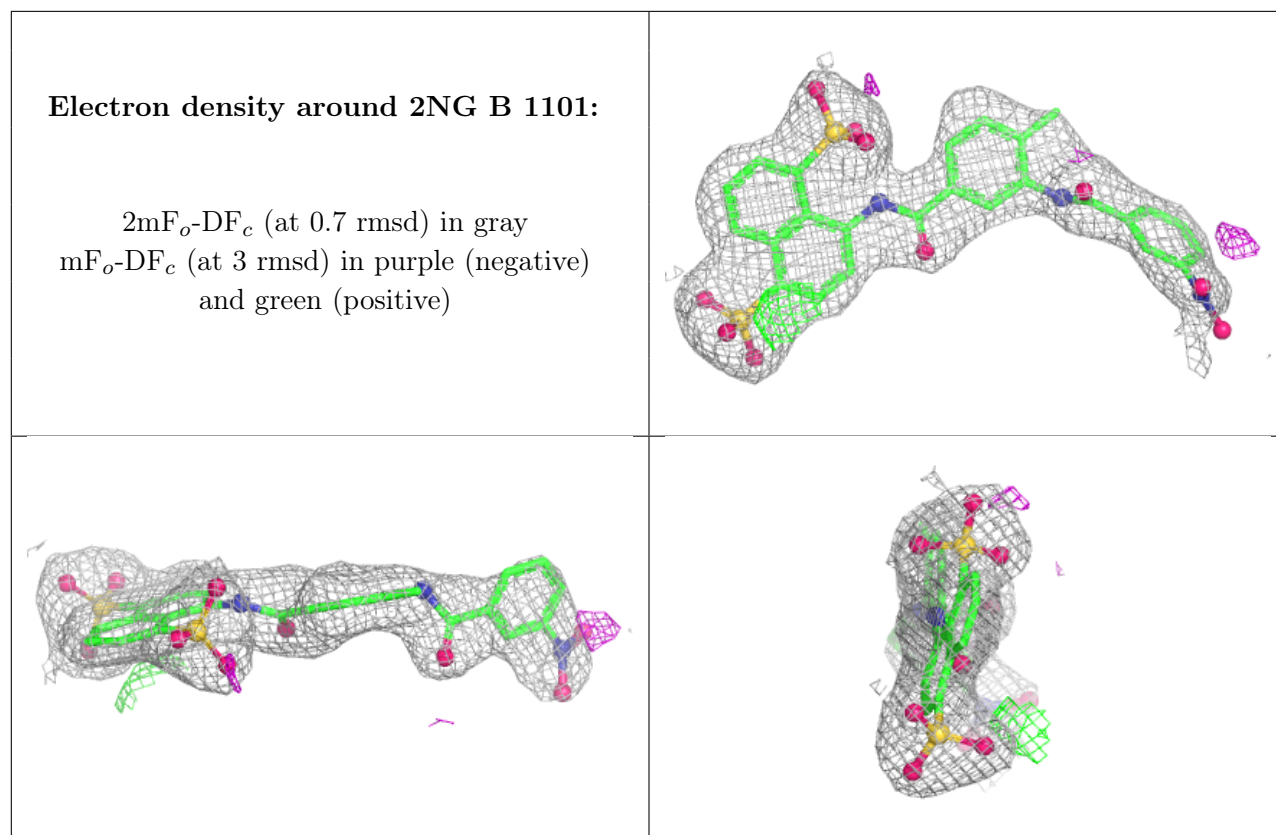 Electron density around 2NG B 1101:
2mFo-DFc (at 0.7 rmsd) in gray
mFo-DFc (at 3 rmsd) in purple (negative)
and green (positive)